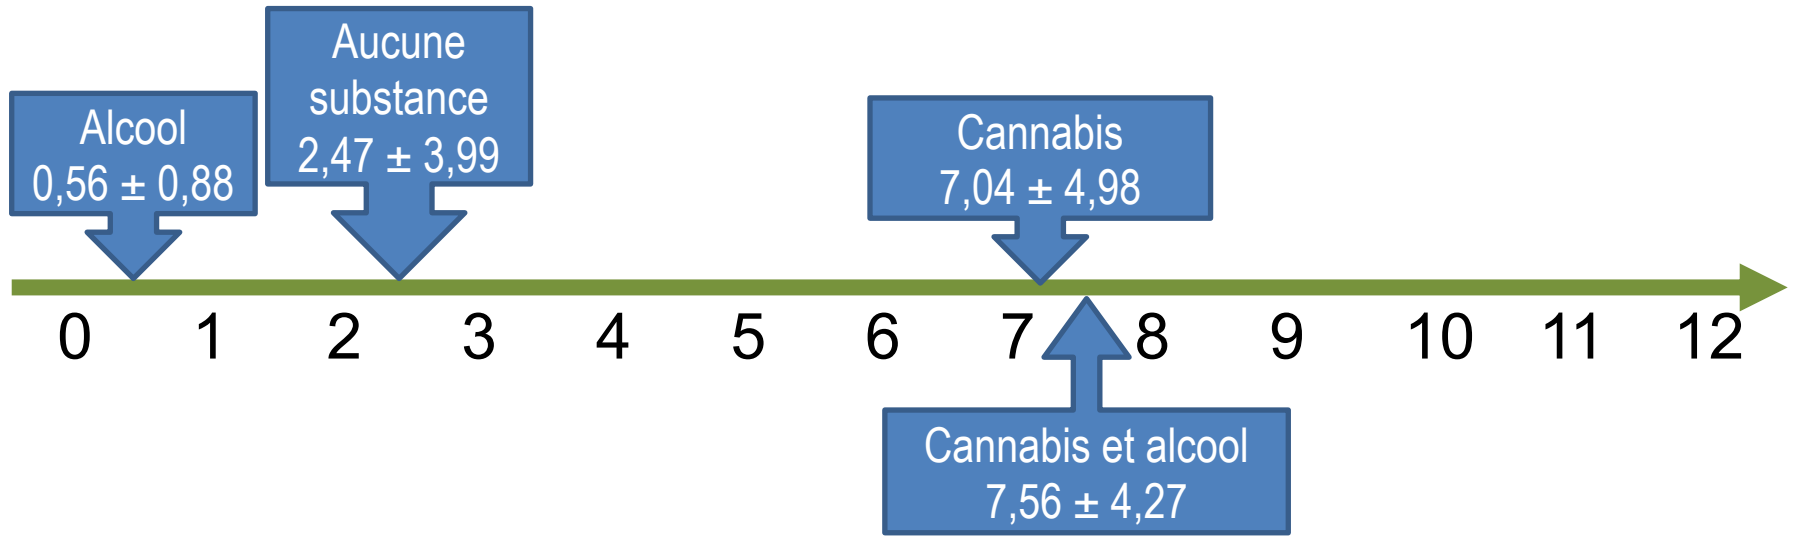 Alcool
0,56 ± 0,88
Aucune
substance
2,47 ± 3,99
Cannabis
7,04 ± 4,98
0 1 2 3 4 5 6 7 8 9 10 11 12
Cannabis et alcool
7,56 ± 4,27